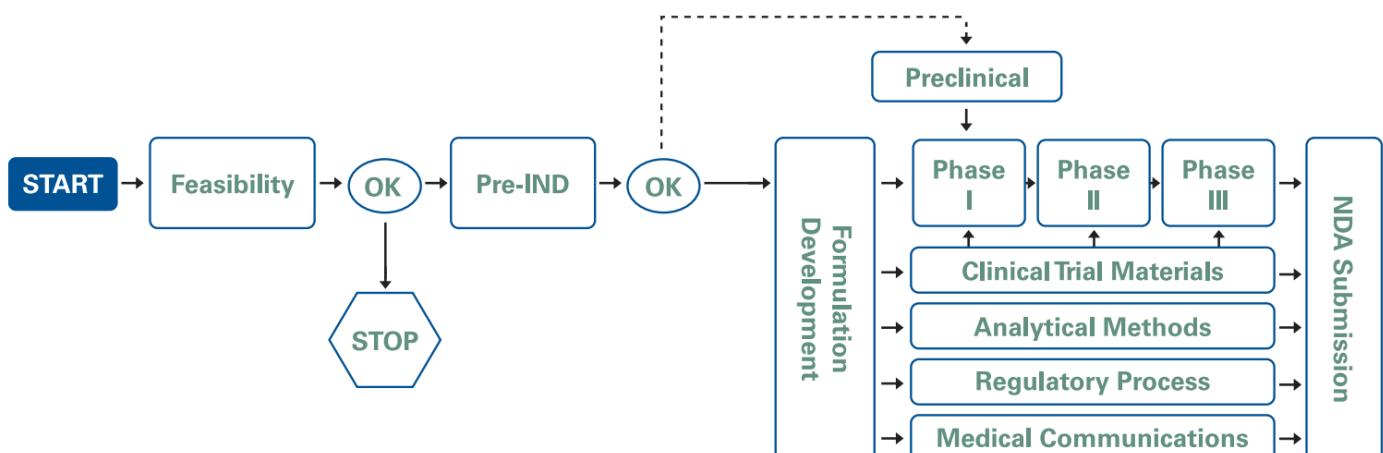 Preclinical
START
Feasibility
OK
Pre-IND
OK
Formulation
Development
Phase
I
Phase
II
Phase
III
NDA Submission
Clinical Trial Materials
STOP
Analytical Methods
Regulatory Process
Medical Communications